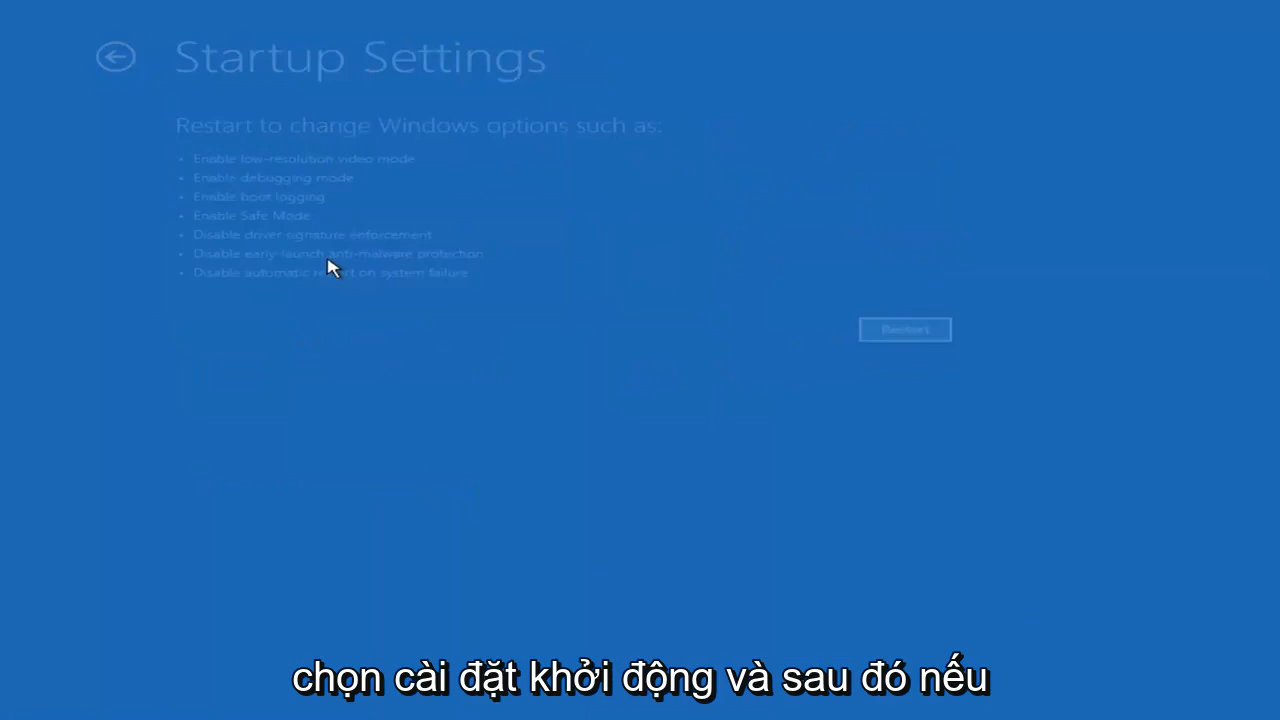 Startup Settings
Restart to change Windows options such as:
• Enable low-resolution video mode
• Enable debugging mode
• Enable boot logging
• Enable Safe Mode
• Disable driver signature enforcement
• Disable early-launch anti-malware protection
• Disable automatic restart on system failure
Restart
chọn cài đặt khởi động và sau đó nếu